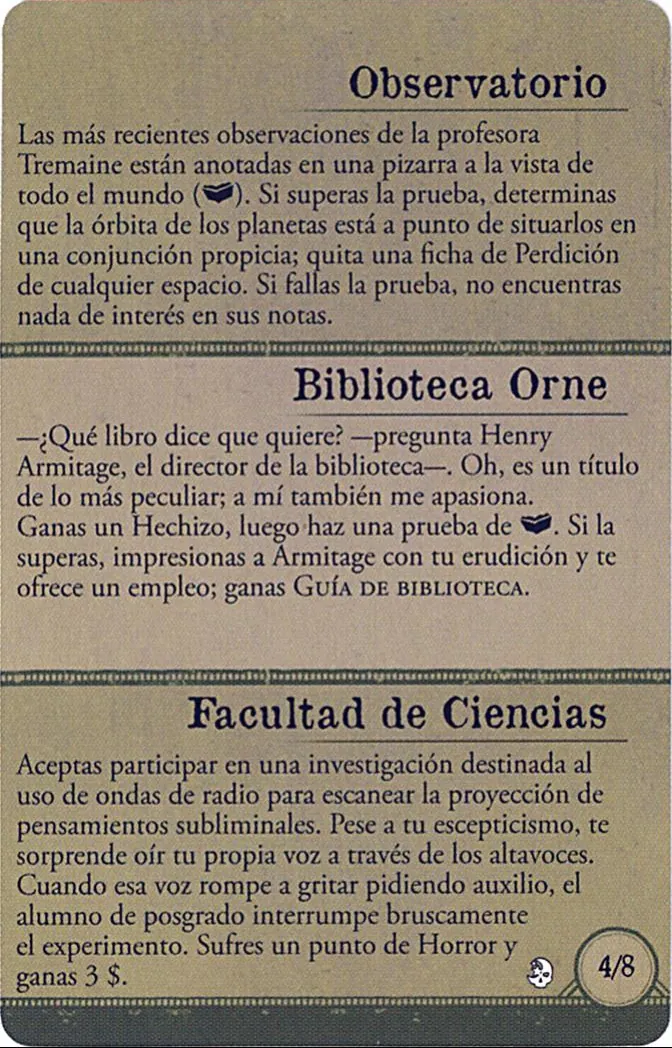 Observatorio
Las más recientes observaciones de la profesora
Tremaine están anotadas en una pizarra a la vista de
todo el mundo ( ). Si superas la prueba, determinas
que la órbita de los planetas está a punto de situarlos en
una conjunción propicia; quita una ficha de Perdición
de cualquier espacio. Si fallas la prueba, no encuentras
nada de interés en sus notas.
Biblioteca Orne
—¿Qué libro dice que quiere? —pregunta Henry
Armitage, el director de la biblioteca—. Oh, es un título
de lo más peculiar; a mí también me apasiona.
Ganas un Hechizo, luego haz una prueba de . Si la
superas, impresionas a Armitage con tu erudición y te
ofrece un empleo; ganas GUÍA DE BIBLIOTECA.
Facultad de Ciencias
Aceptas participar en una investigación destinada al
uso de ondas de radio para escanear la proyección de
pensamientos subliminales. Pese a tu escepticismo, te
sorprende oír tu propia voz a través de los altavoces.
Cuando esa voz rompe a gritar pidiendo auxilio, el
alumno de posgrado interrumpe bruscamente
el experimento. Sufres un punto de Horror y
ganas 3 $.
4/8